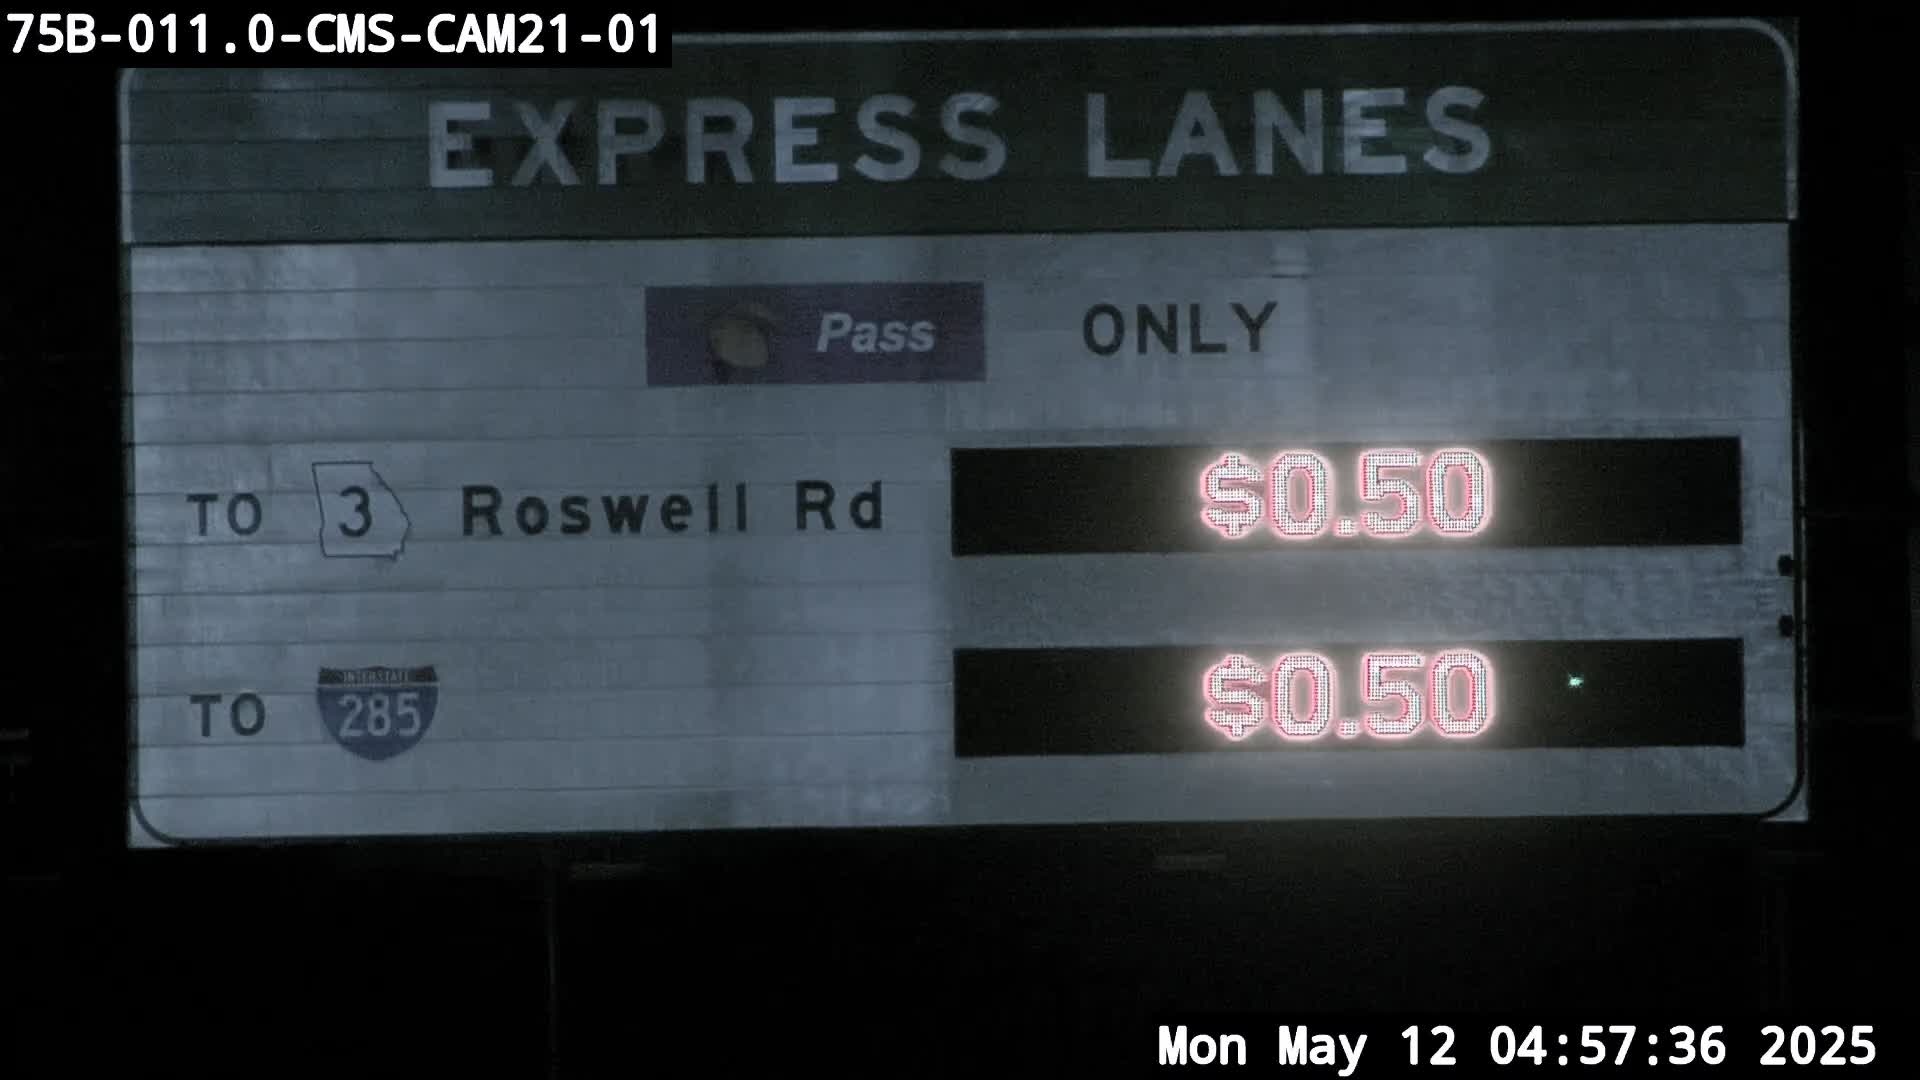 75B-011.0-CMS-CAM21-01
EXPRESS LANES
Pass ONLY
TO 3 Roswell Rd $0.50
TO INTERSTATE 285 $0.50
Mon May 12 04:57:36 2025